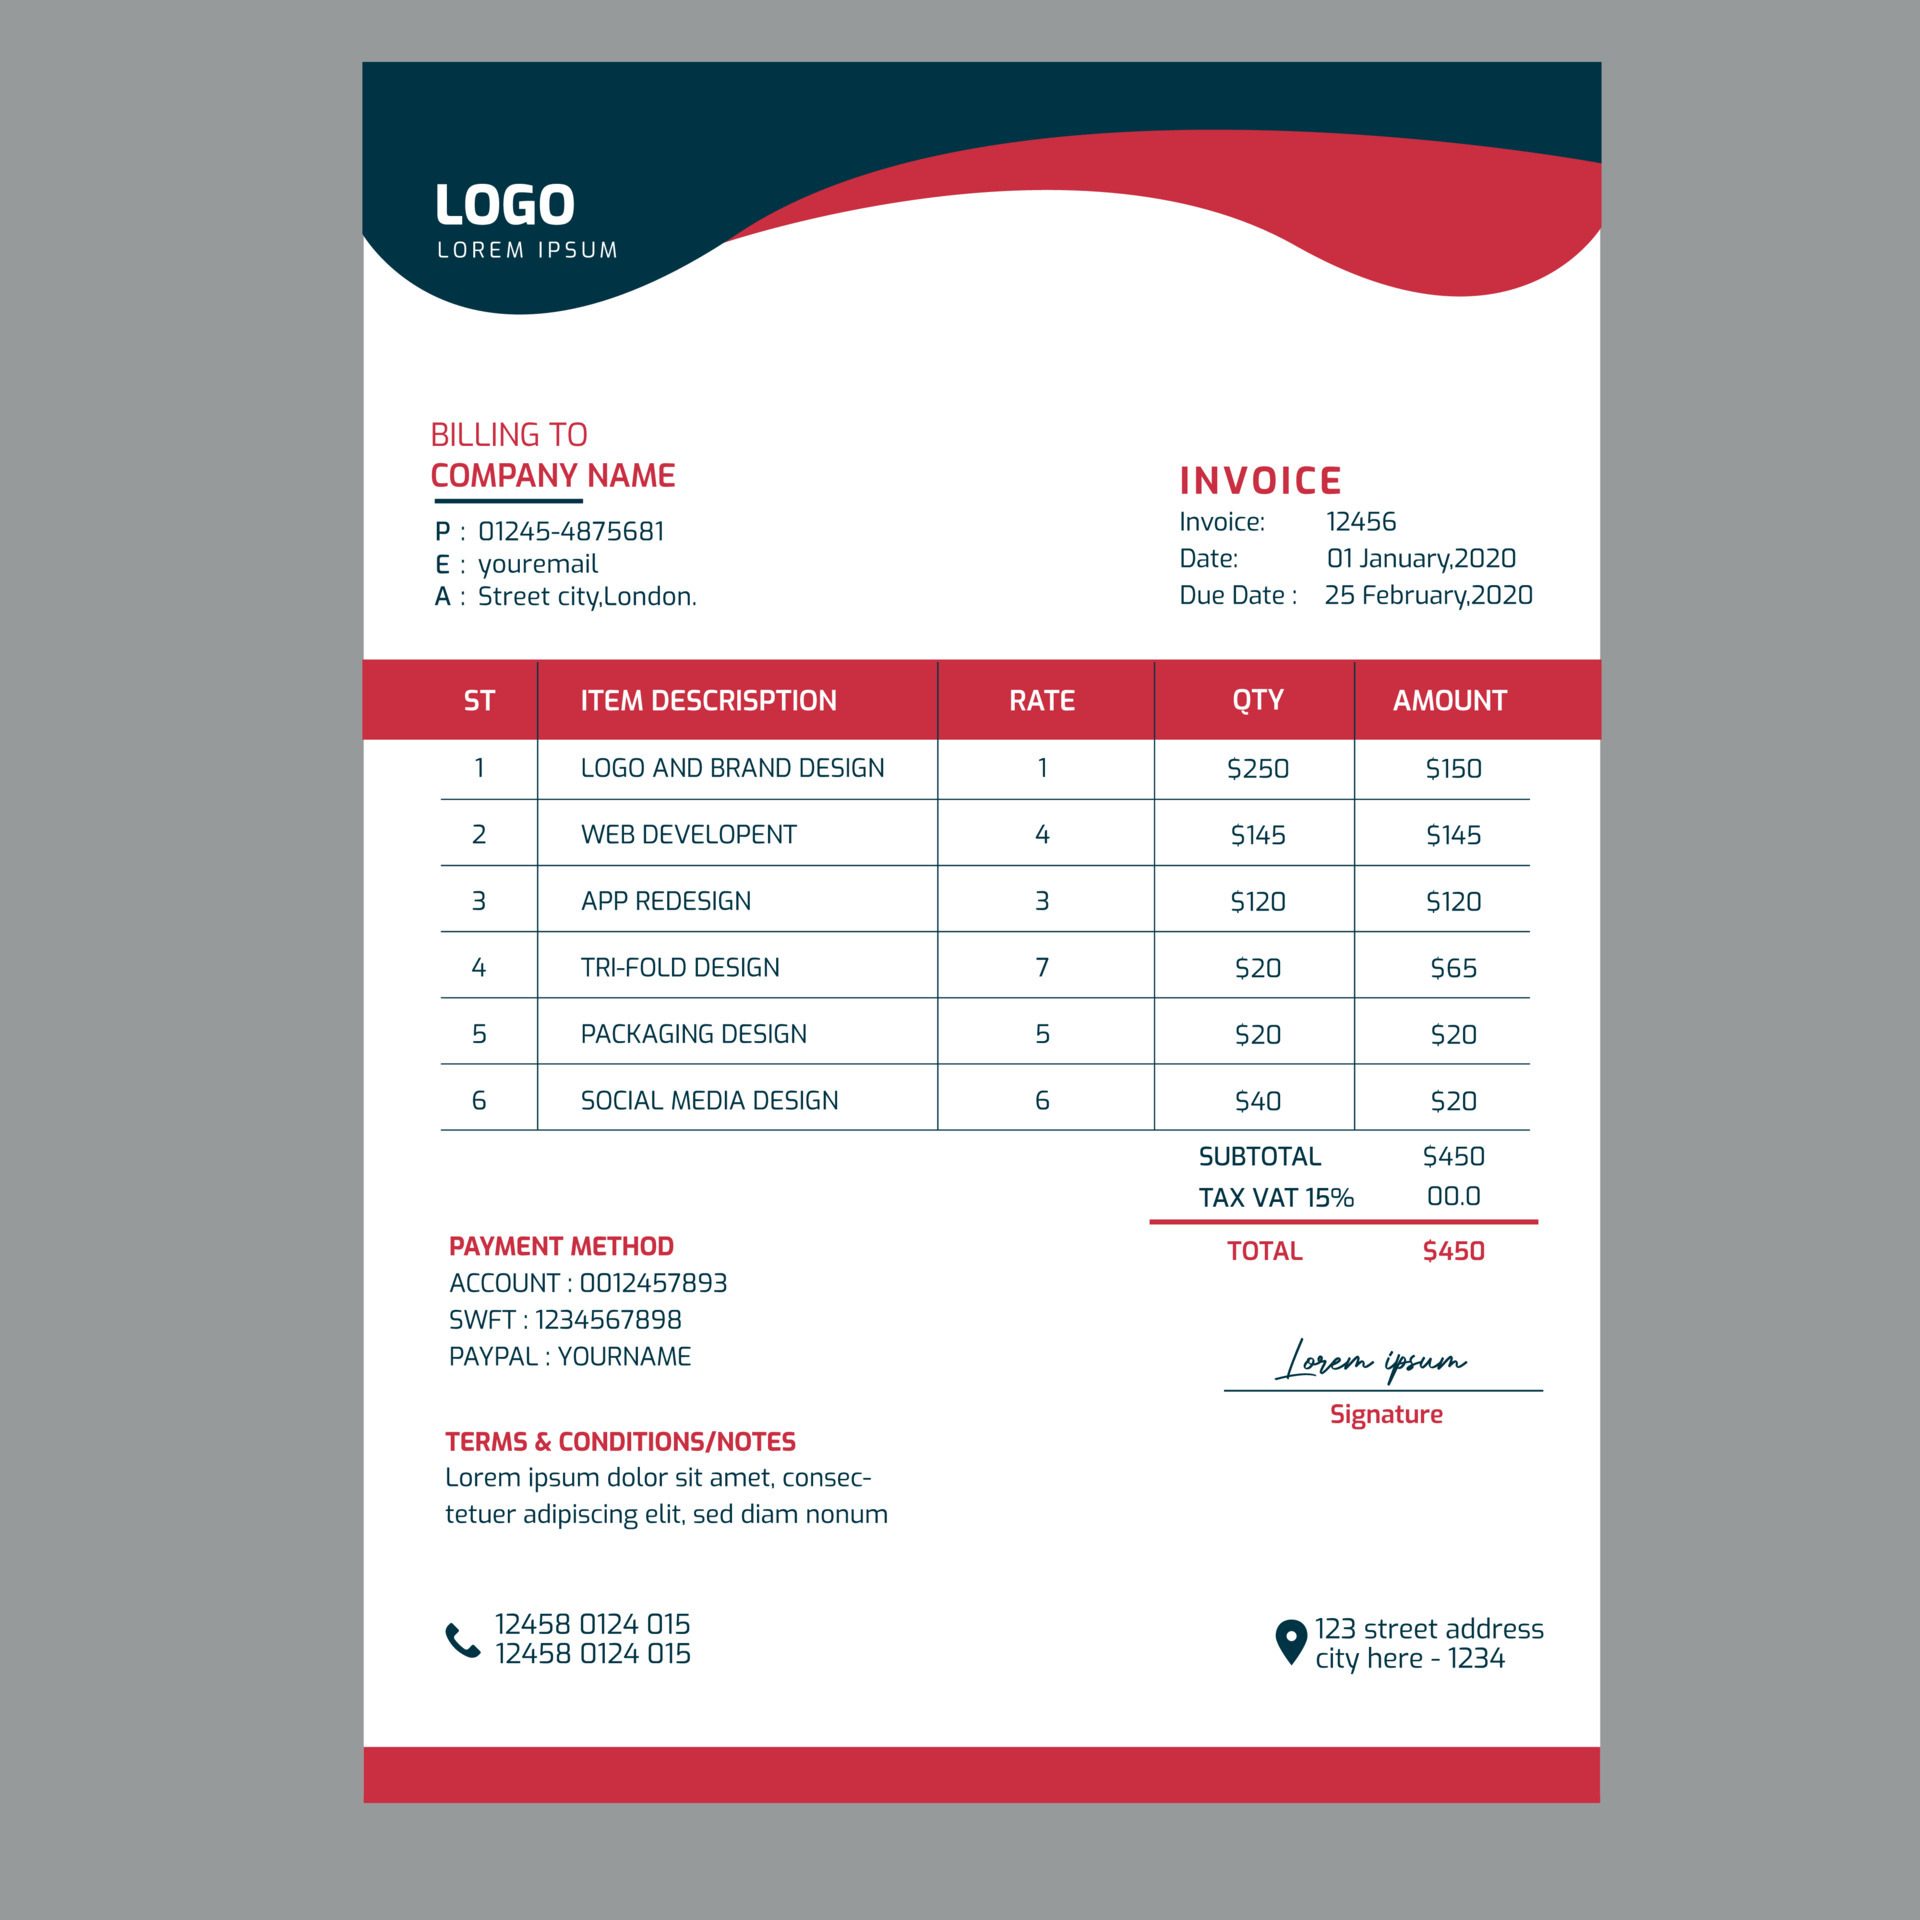 LOGO
LOREM IPSUM
BILLING TO
COMPANY NAME
P : 01245-4875681
E : youremail
A : Street city,London.
INVOICE
Invoice: 12456
Date: 01 January,2020
Due Date : 25 February,2020
ST ITEM DESCRISPTION RATE QTY AMOUNT
1 LOGO AND BRAND DESIGN 1 $250 $150
2 WEB DEVELOPENT 4 $145 $145
3 APP REDESIGN 3 $120 $120
4 TRI-FOLD DESIGN 7 $20 $65
5 PACKAGING DESIGN 5 $20 $20
6 SOCIAL MEDIA DESIGN 6 $40 $20
SUBTOTAL $450
TAX VAT 15% 00.0
TOTAL $450
PAYMENT METHOD
ACCOUNT : 0012457893
SWFT : 1234567898
PAYPAL : YOURNAME
Lorem ipsum
Signature
TERMS & CONDITIONS/NOTES
Lorem ipsum dolor sit amet, consec-
tetuer adipiscing elit, sed diam nonum
12458 0124 015
12458 0124 015
123 street address
city here - 1234